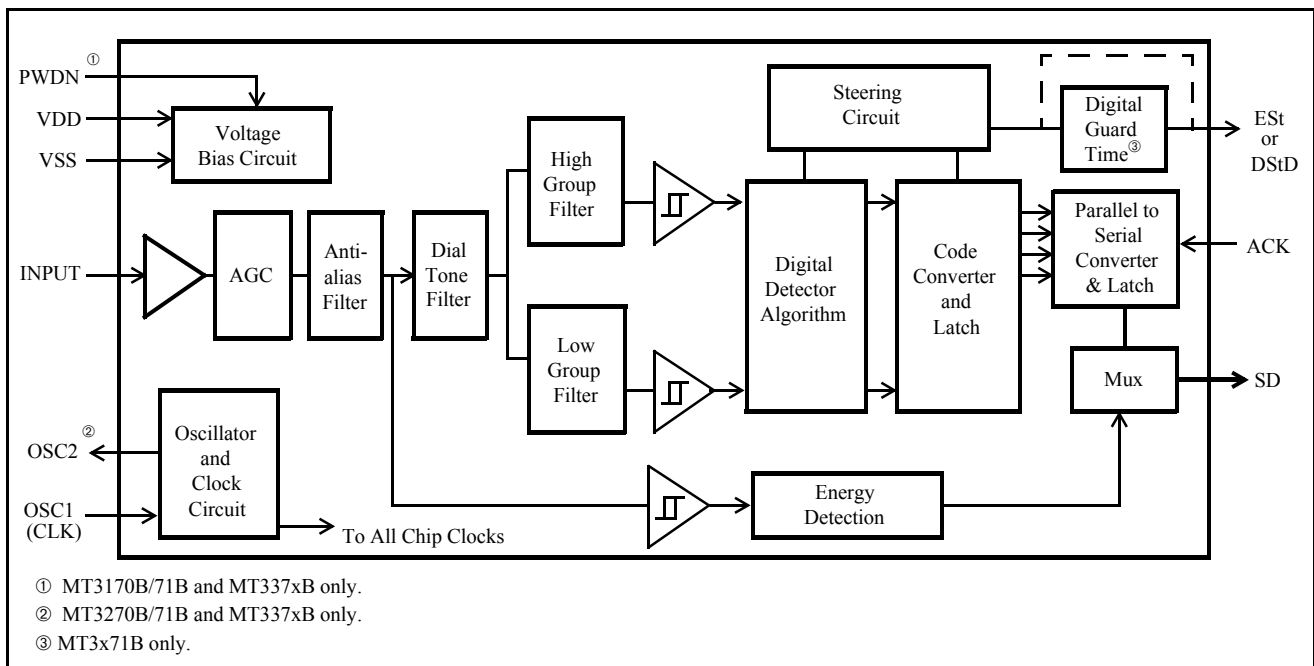 PWDN ①
VDD
VSS
Voltage
Bias Circuit
INPUT
AGC
Anti-
alias
Filter
Dial
Tone
Filter
High
Group
Filter
Low
Group
Filter
Steering
Circuit
Digital
Detector
Algorithm
Code
Converter
and
Latch
Digital
Guard
Time③
ESt
or
DStD
Parallel to
Serial
Converter
& Latch
ACK
Mux
SD
OSC2 ②
OSC1
(CLK)
Oscillator
and
Clock
Circuit
To All Chip Clocks
Energy
Detection
① MT3170B/71B and MT337xB only.
② MT3270B/71B and MT337xB only.
③ MT3x71B only.